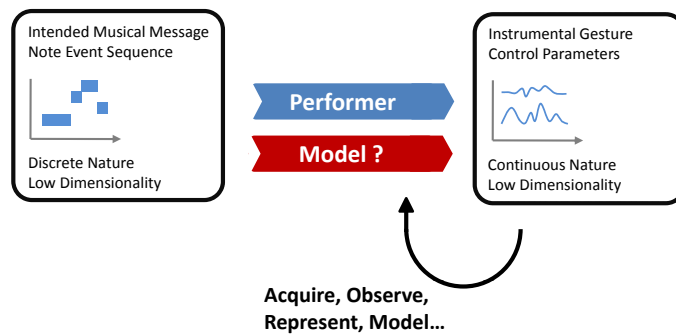 Intended Musical Message
Note Event Sequence
Discrete Nature
Low Dimensionality
Performer
Model ?
Instrumental Gesture
Control Parameters
Continuous Nature
Low Dimensionality
Acquire, Observe,
Represent, Model...